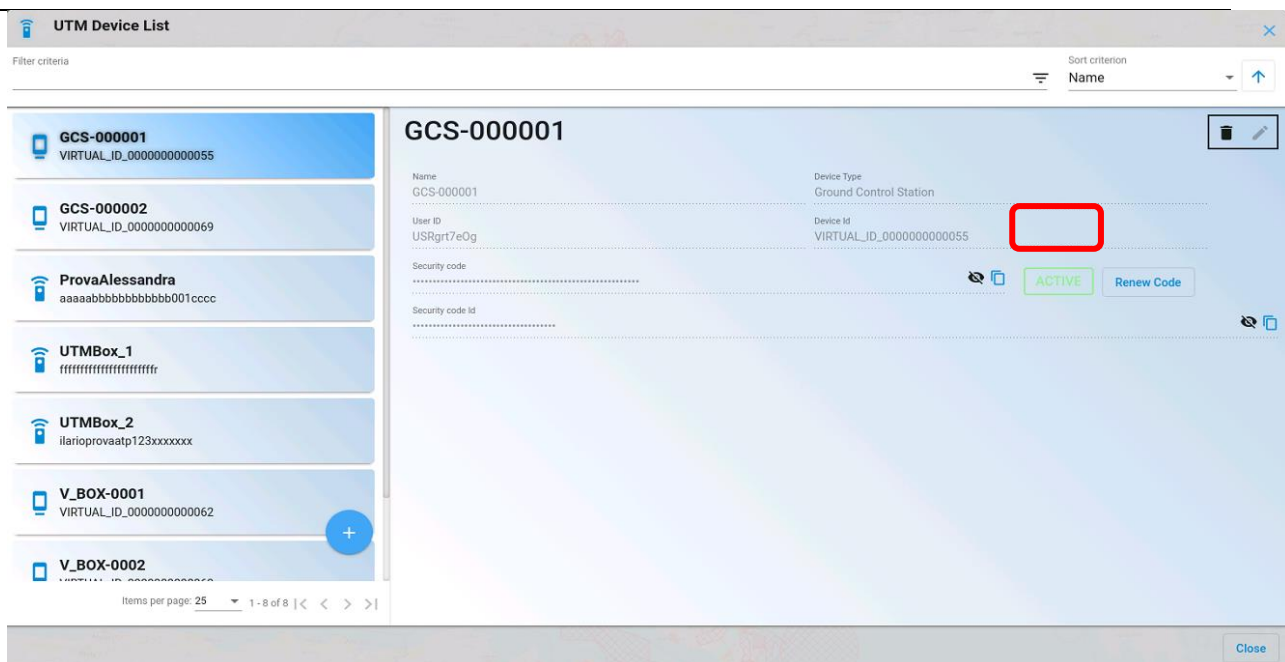 UTM Device List
Filter criteria
Sort criterion
Name
GCS-000001
VIRTUAL_ID_0000000000055
GCS-000002
VIRTUAL_ID_0000000000069
ProvaAlessandra
UTMBox_1
UTMBox_2
ilarioprovaatp123xxxxxxx
V_BOX-0001
VIRTUAL_ID_0000000000062
V_BOX-0002
Items per page: 25 1 - 8 of 8
GCS-000001
Name
GCS-000001
Device Type
Ground Control Station
User ID
USRgrt7eOg
Device Id
VIRTUAL_ID_0000000000055
Security code
ACTIVE
Renew Code
Security code Id
Close